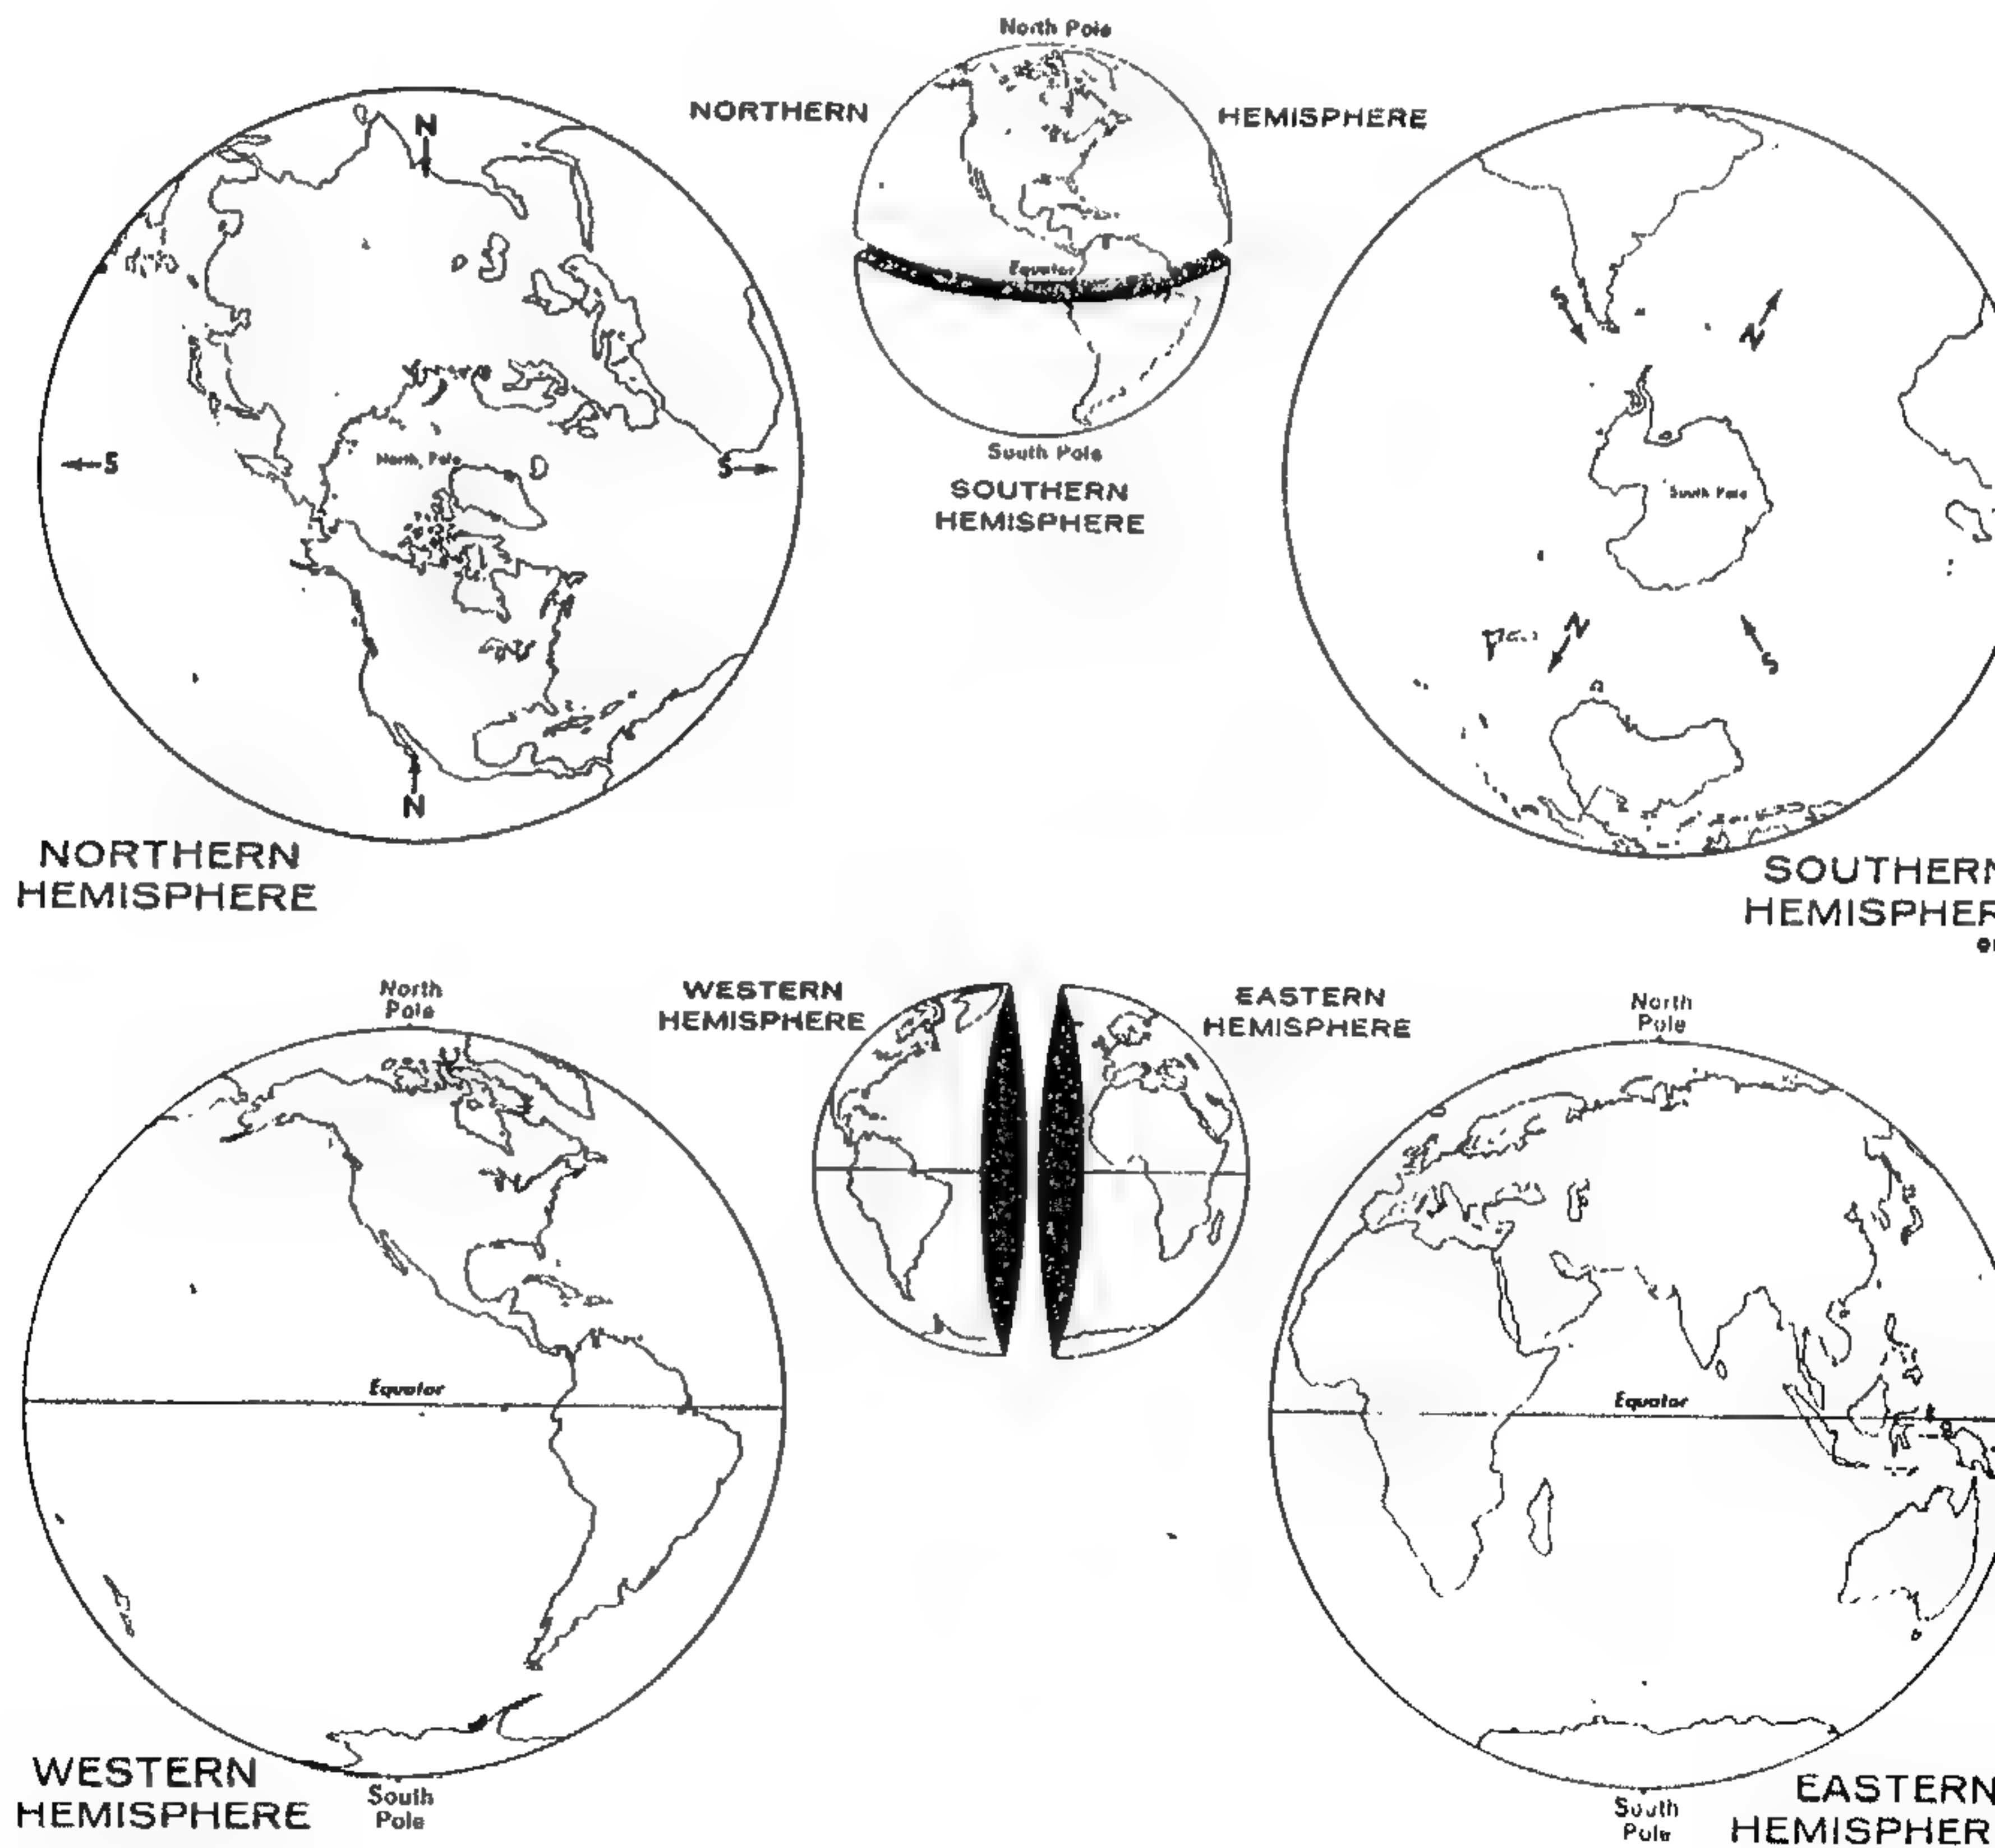 North Pole
NORTHERN HEMISPHERE
Equator
South Pole
SOUTHERN
HEMISPHERE
N
North Pole
S
S
N
NORTHERN
HEMISPHERE
S
N
South Pole
N
S
SOUTHERN
HEMISPHER
North
Pole
Equator
WESTERN
HEMISPHERE
South
Pole
WESTERN
HEMISPHERE
EASTERN
HEMISPHERE
North
Pole
Equator
EASTERN
HEMISPHER
South
Pole